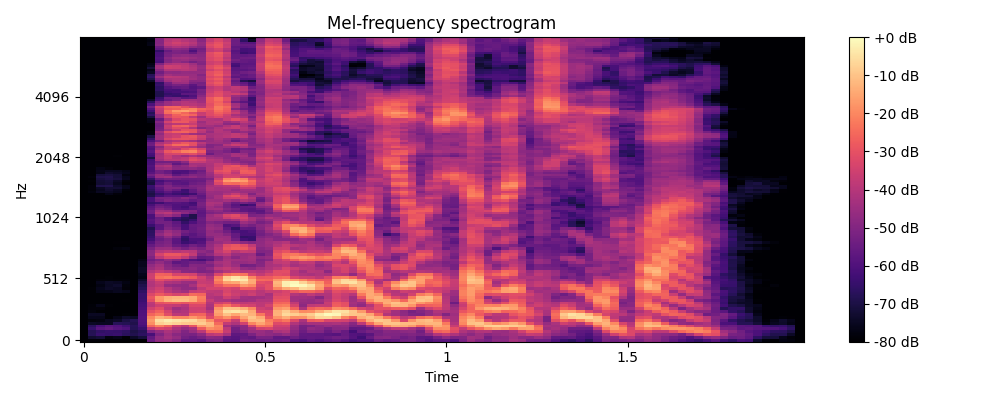 Mel-frequency spectrogram
+0 dB
-10 dB
-20 dB
-30 dB
-40 dB
-50 dB
-60 dB
-70 dB
-80 dB
Hz
4096
2048
1024
512
0
0
0.5
1
1.5
Time